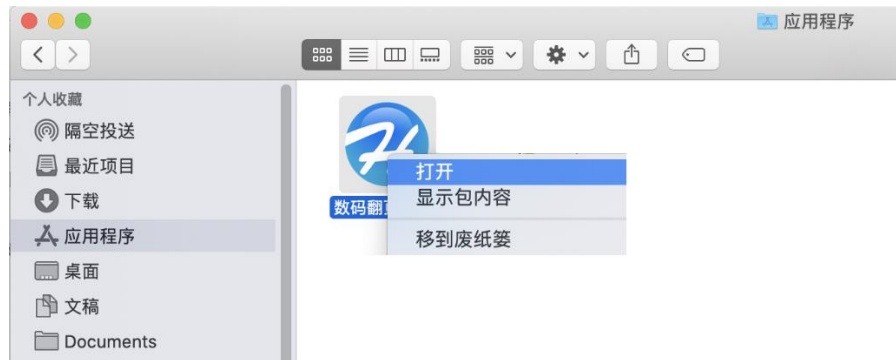 应用程序
个人收藏
隔空投送
最近项目
下载
应用程序
桌面
文稿
Documents
数码翻
打开
显示包内容
移到废纸篓